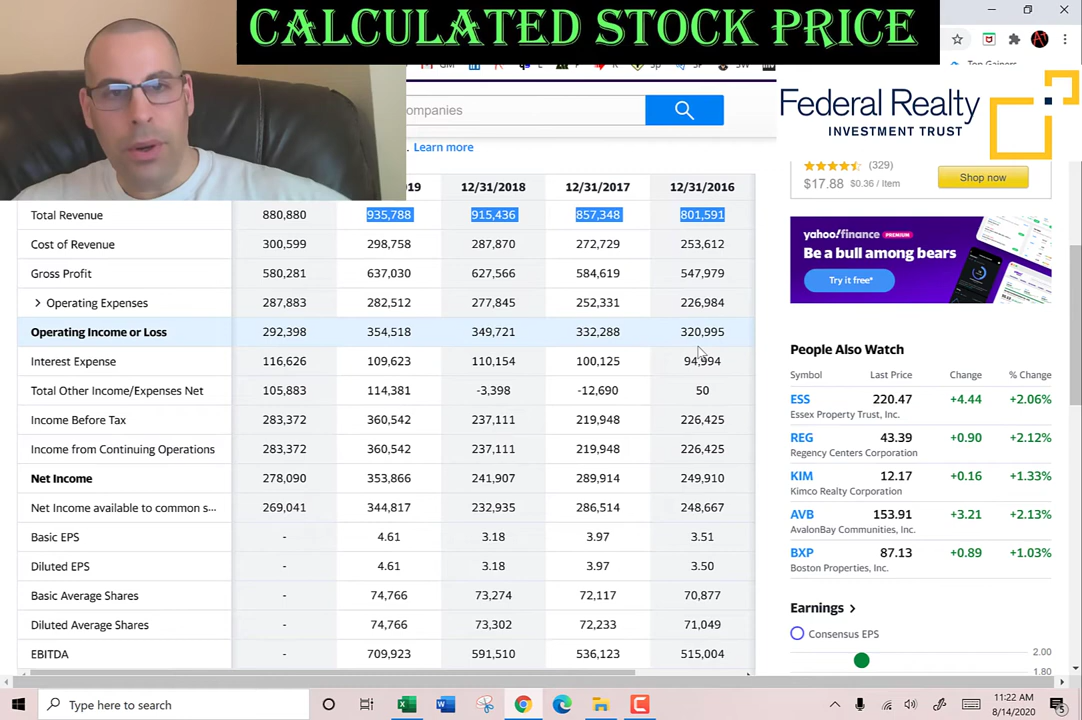 CALCULATED STOCK PRICE
ompanies
Federal Realty
INVESTMENT TRUST
. Learn more
(329)
$17.88 $0.36 / Item
Shop now
019 12/31/2018 12/31/2017 12/31/2016
Total Revenue 880,880 935,788 915,436 857,348 801,591
Cost of Revenue 300,599 298,758 287,870 272,729 253,612
Gross Profit 580,281 637,030 627,566 584,619 547,979
> Operating Expenses 287,883 282,512 277,845 252,331 226,984
Operating Income or Loss 292,398 354,518 349,721 332,288 320,995
Interest Expense 116,626 109,623 110,154 100,125 94,994
Total Other Income/Expenses Net 105,883 114,381 -3,398 -12,690 50
Income Before Tax 283,372 360,542 237,111 219,948 226,425
Income from Continuing Operations 283,372 360,542 237,111 219,948 226,425
Net Income 278,090 353,866 241,907 289,914 249,910
Net Income available to common s... 269,041 344,817 232,935 286,514 248,667
Basic EPS - 4.61 3.18 3.97 3.51
Diluted EPS - 4.61 3.18 3.97 3.50
Basic Average Shares - 74,766 73,274 72,117 70,877
Diluted Average Shares - 74,766 73,302 72,233 71,049
EBITDA - 709,923 591,510 536,123 515,004
yahoo!finance PREMIUM
Be a bull among bears
Try it free*
People Also Watch
Symbol Last Price Change % Change
ESS 220.47 +4.44 +2.06%
Essex Property Trust, Inc.
REG 43.39 +0.90 +2.12%
Regency Centers Corporation
KIM 12.17 +0.16 +1.33%
Kimco Realty Corporation
AVB 153.91 +3.21 +2.13%
AvalonBay Communities, Inc.
BXP 87.13 +0.89 +1.03%
Boston Properties, Inc.
Earnings >
Consensus EPS
2.00
1.80
Type here to search
11:22 AM
8/14/2020
5